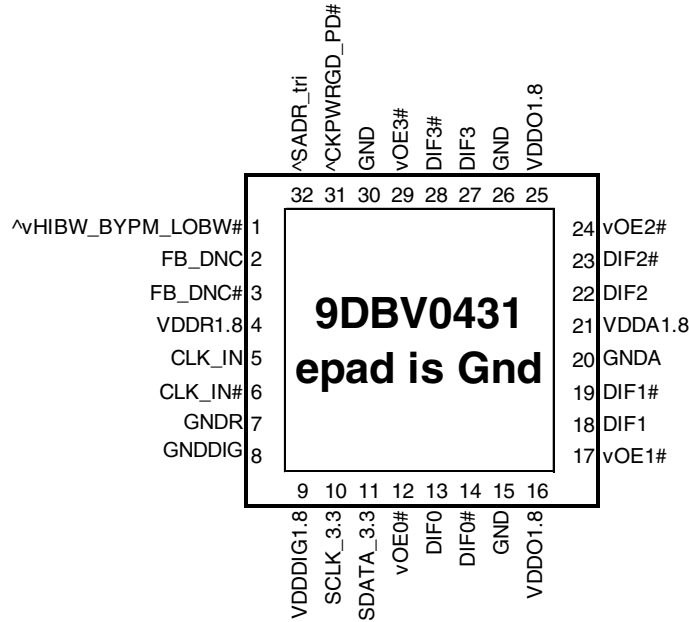 ^SADR_tri
^CKPWRGD_PD#
GND
vOE3#
DIF3#
DIF3
GND
VDDO1.8
32 31 30 29 28 27 26 25
^vHIBW_BYPM_LOBW# 1
FB_DNC 2
FB_DNC# 3
VDDR1.8 4
CLK_IN 5
CLK_IN# 6
GNDR 7
GNDDIG 8
9DBV0431
epad is Gnd
24 vOE2#
23 DIF2#
22 DIF2
21 VDDA1.8
20 GNDA
19 DIF1#
18 DIF1
17 vOE1#
9 10 11 12 13 14 15 16
VDDDIG1.8
SCLK_3.3
SDATA_3.3
vOE0#
DIF0
DIF0#
GND
VDDO1.8